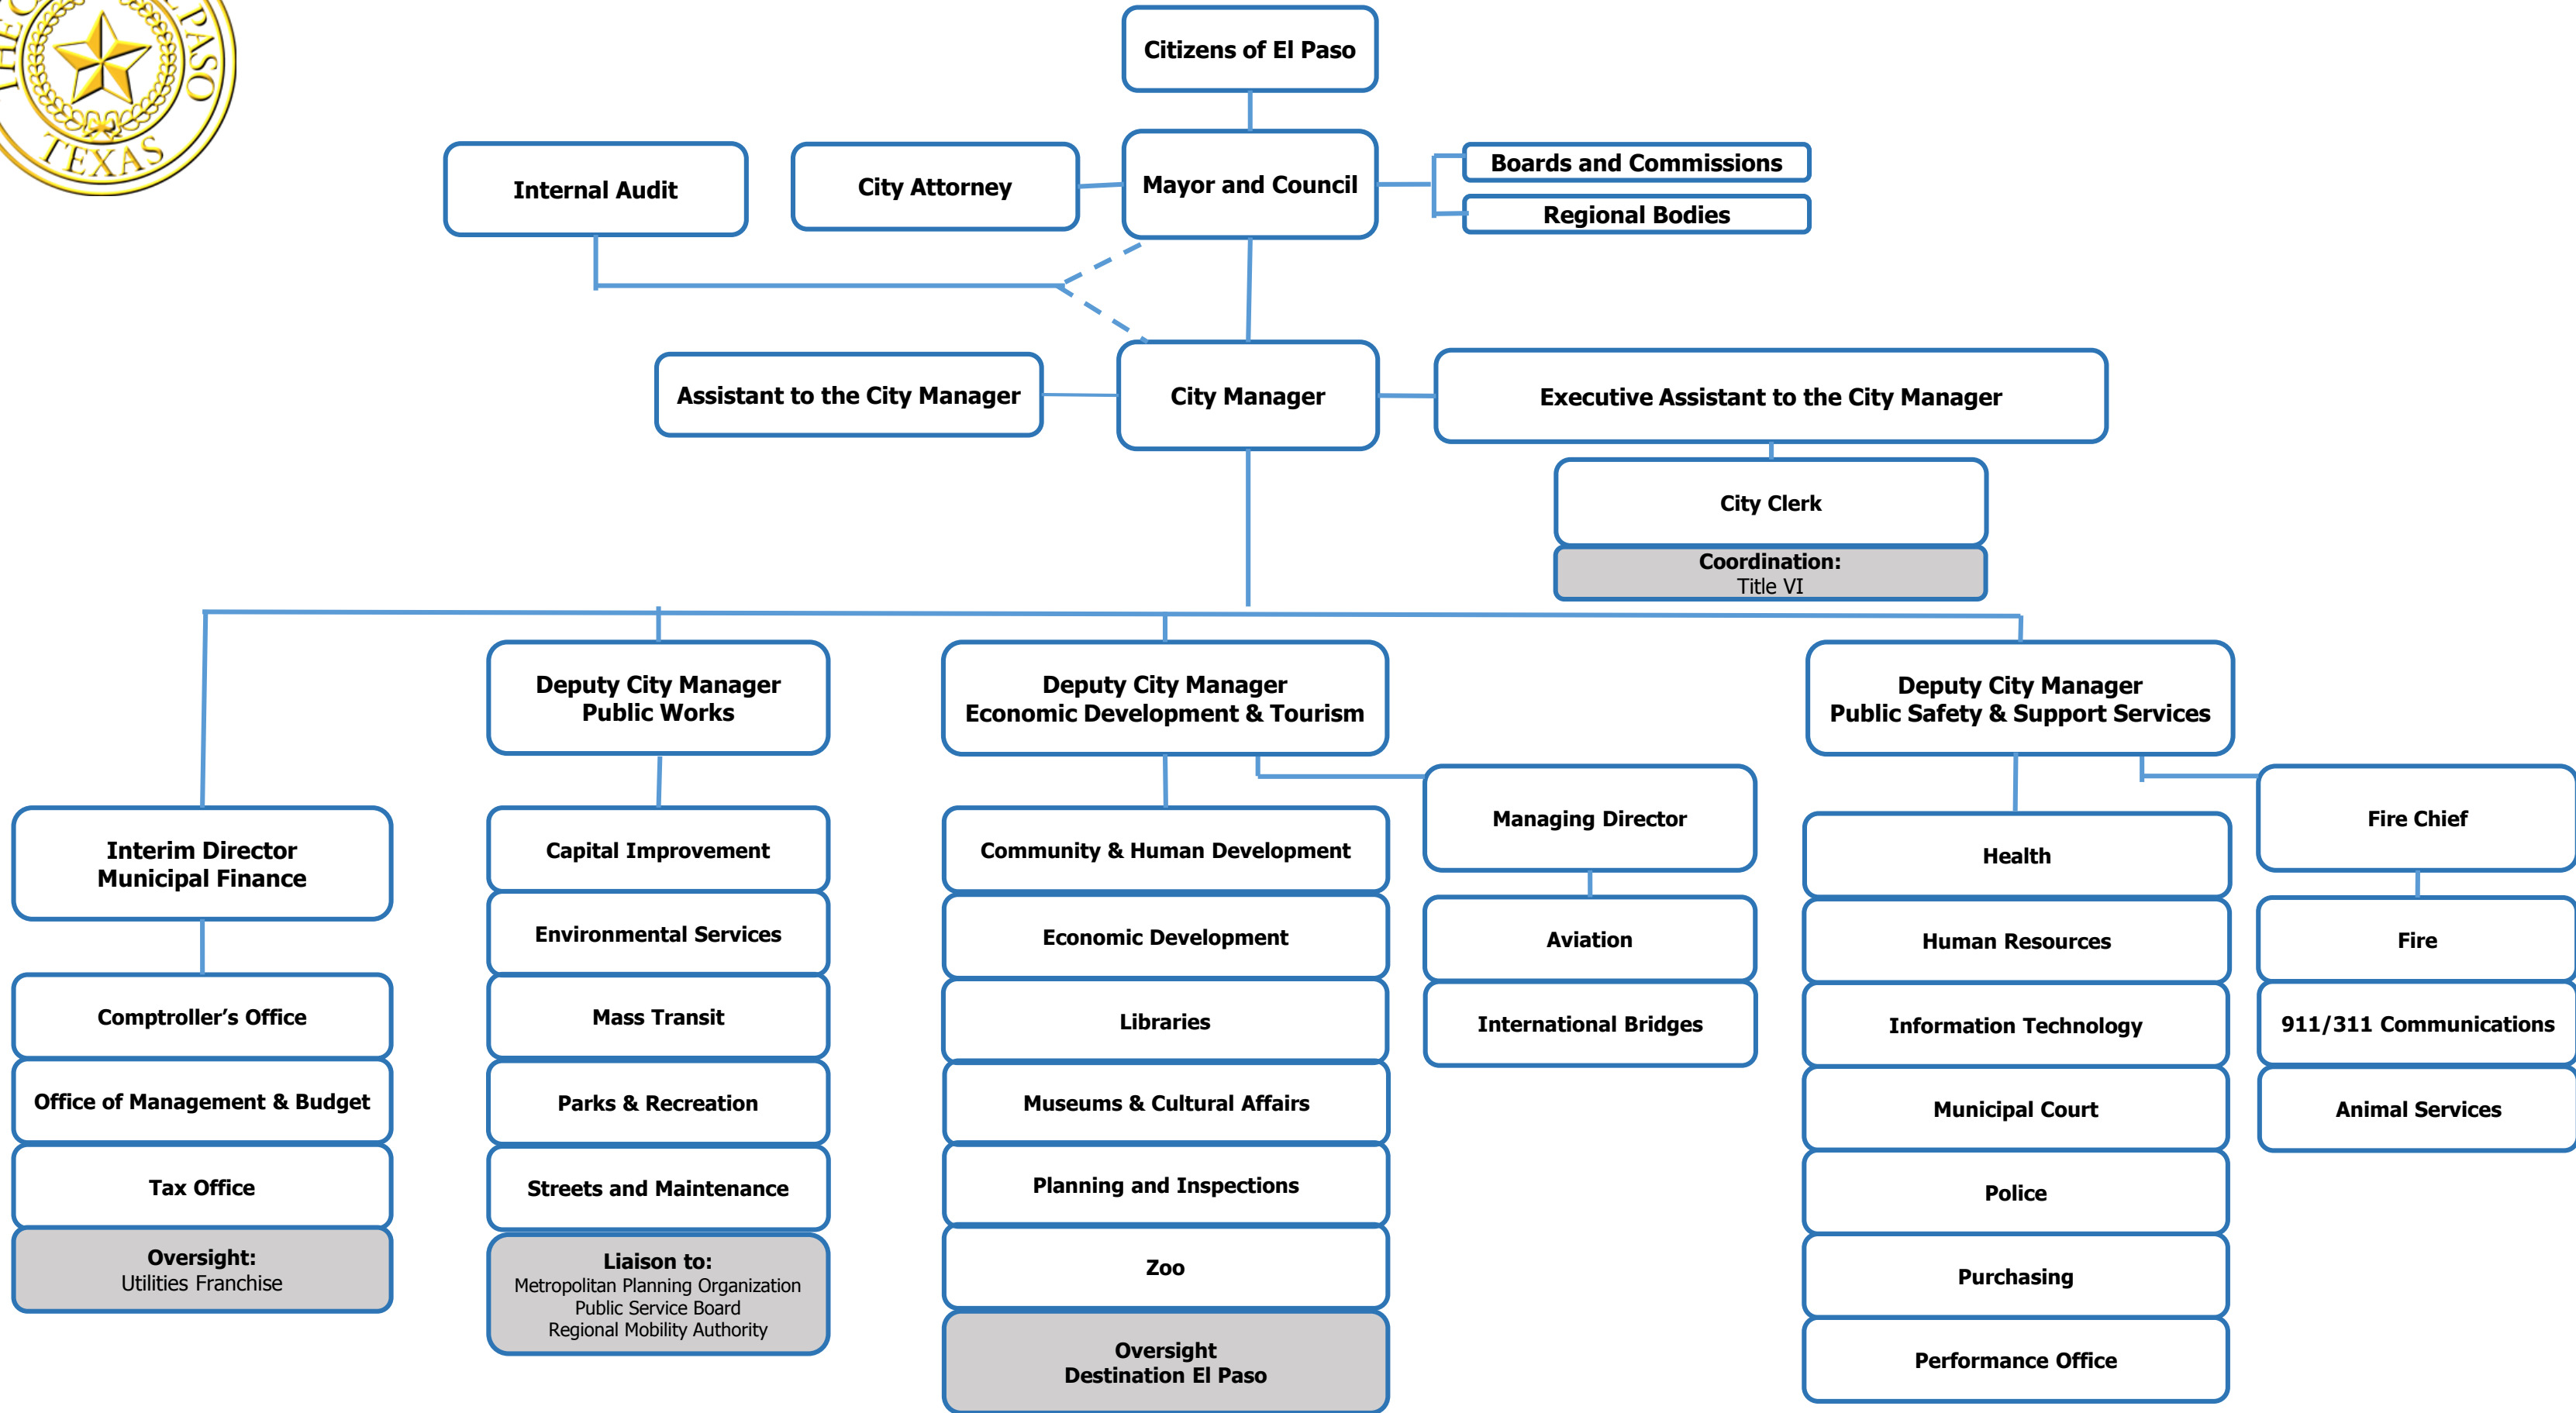 PASO
TEXAS
Citizens of El Paso
Internal Audit
City Attorney
Mayor and Council
Boards and Commissions
Regional Bodies
Assistant to the City Manager
City Manager
Executive Assistant to the City Manager
City Clerk
Coordination:
Title VI
Interim Director
Municipal Finance
Comptroller’s Office
Office of Management & Budget
Tax Office
Oversight:
Utilities Franchise
Deputy City Manager
Public Works
Capital Improvement
Environmental Services
Mass Transit
Parks & Recreation
Streets and Maintenance
Liaison to:
Metropolitan Planning Organization
Public Service Board
Regional Mobility Authority
Deputy City Manager
Economic Development & Tourism
Community & Human Development
Economic Development
Libraries
Museums & Cultural Affairs
Planning and Inspections
Zoo
Oversight
Destination El Paso
Managing Director
Aviation
International Bridges
Deputy City Manager
Public Safety & Support Services
Health
Human Resources
Information Technology
Municipal Court
Police
Purchasing
Performance Office
Fire Chief
Fire
911/311 Communications
Animal Services